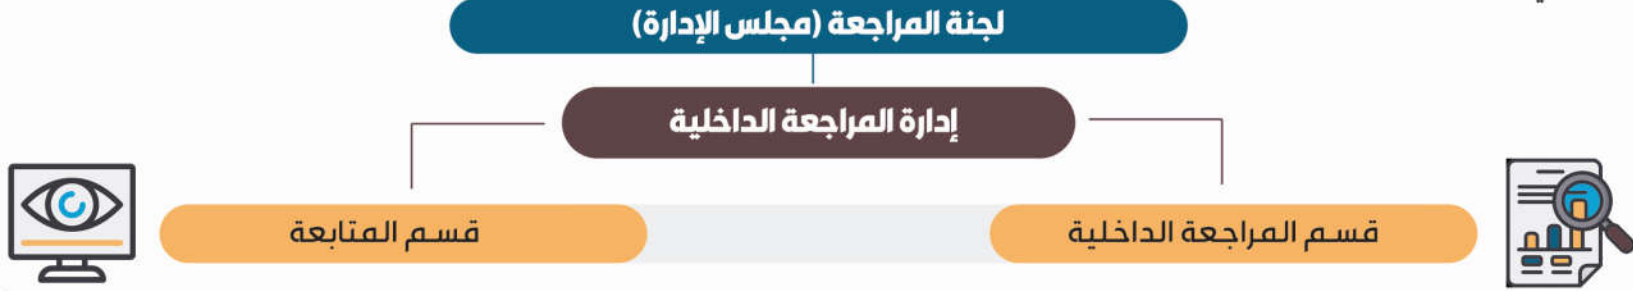 لجنة المراجعة (مجلس الإدارة)
إدارة المراجعة الداخلية
قسم المراجعة الداخلية
قسم المتابعة